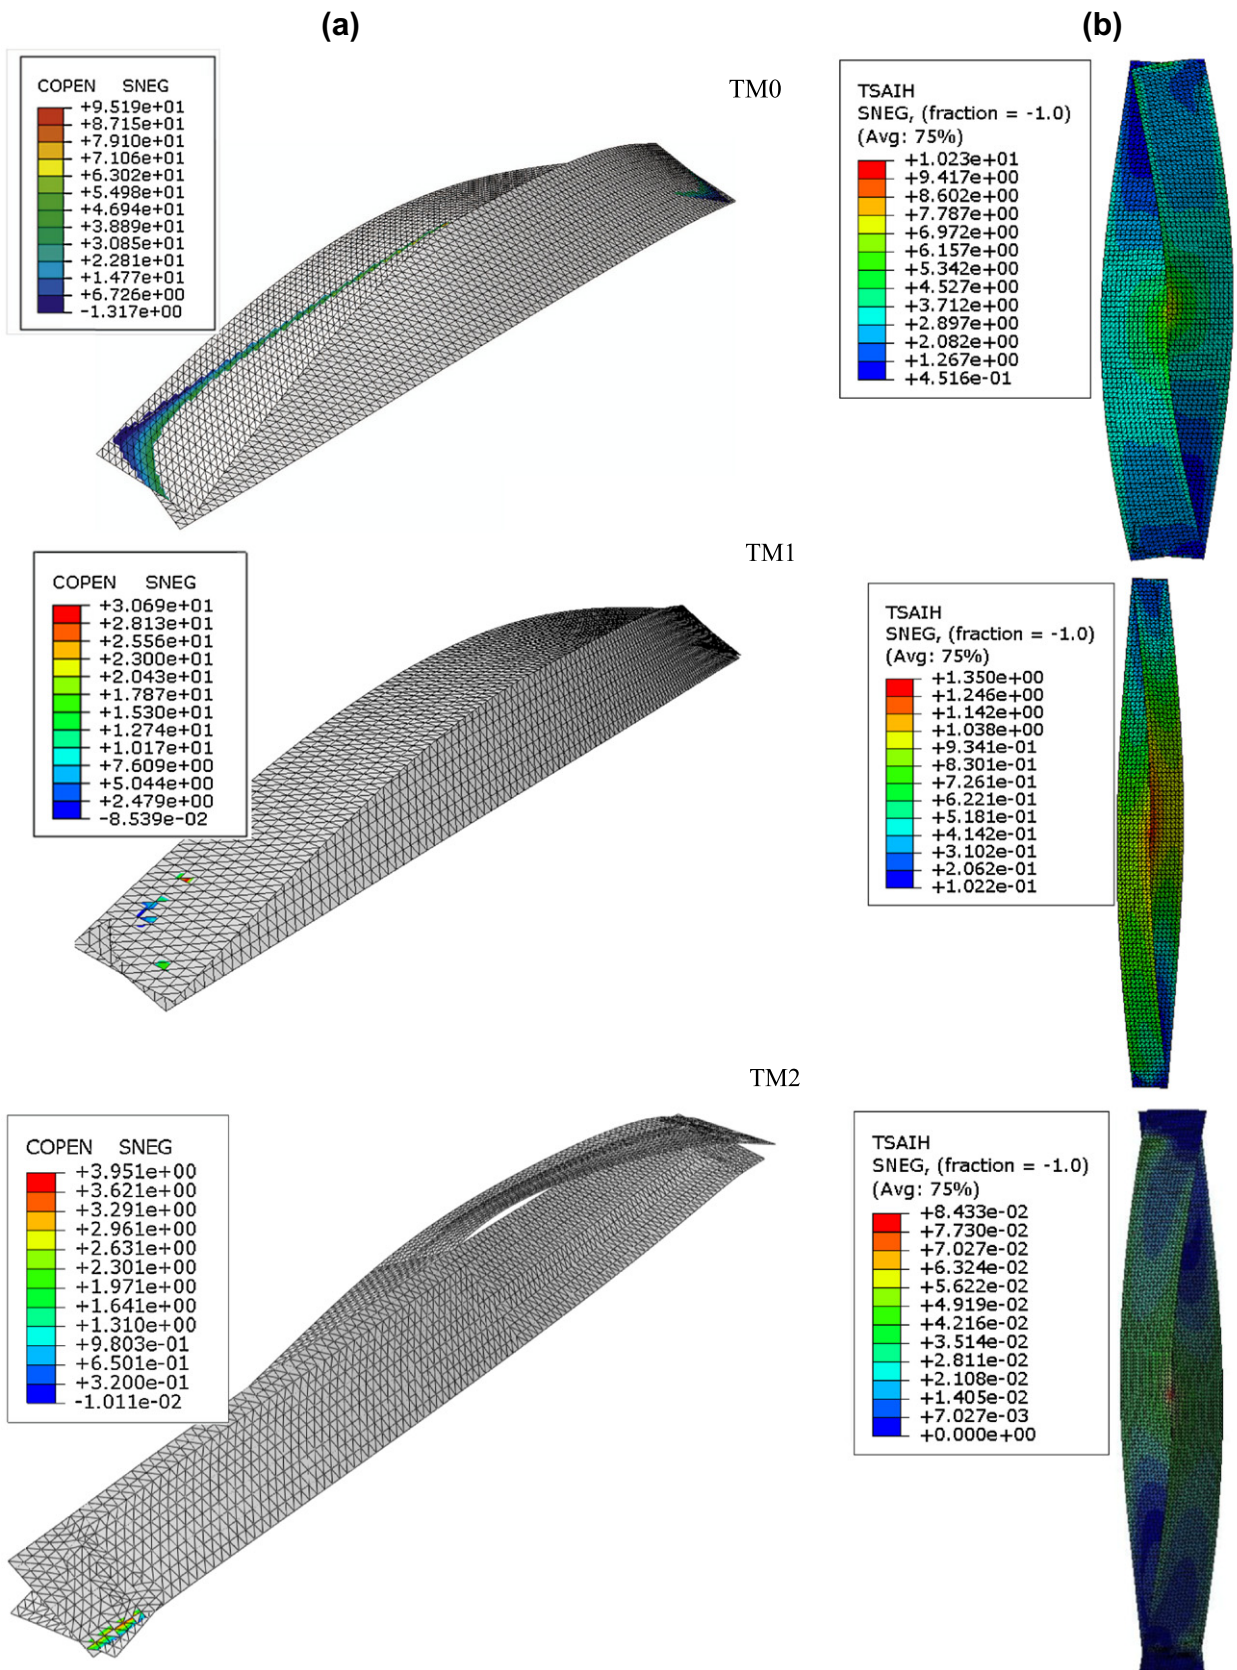 (a)
(b)
TM0
COPEN SNEG
+9.519e+01
+8.715e+01
+7.910e+01
+7.106e+01
+6.302e+01
+5.498e+01
+4.694e+01
+3.889e+01
+3.085e+01
+2.281e+01
+1.477e+01
+6.726e+00
-1.317e+00
TSAIH
SNEG, (fraction = -1.0)
(Avg: 75%)
+1.023e+01
+9.417e+00
+8.602e+00
+7.787e+00
+6.972e+00
+6.157e+00
+5.342e+00
+4.527e+00
+3.712e+00
+2.897e+00
+2.082e+00
+1.267e+00
+4.516e-01
TM1
COPEN SNEG
+3.069e+01
+2.813e+01
+2.556e+01
+2.300e+01
+2.043e+01
+1.787e+01
+1.530e+01
+1.274e+01
+1.017e+01
+7.609e+00
+5.044e+00
+2.479e+00
-8.539e-02
TSAIH
SNEG, (fraction = -1.0)
(Avg: 75%)
+1.350e+00
+1.246e+00
+1.142e+00
+1.038e+00
+9.341e-01
+8.301e-01
+7.261e-01
+6.221e-01
+5.181e-01
+4.142e-01
+3.102e-01
+2.062e-01
+1.022e-01
TM2
COPEN SNEG
+3.951e+00
+3.621e+00
+3.291e+00
+2.961e+00
+2.631e+00
+2.301e+00
+1.971e+00
+1.641e+00
+1.310e+00
+9.803e-01
+6.501e-01
+3.200e-01
-1.011e-02
TSAIH
SNEG, (fraction = -1.0)
(Avg: 75%)
+8.433e-02
+7.730e-02
+7.027e-02
+6.324e-02
+5.622e-02
+4.919e-02
+4.216e-02
+3.514e-02
+2.811e-02
+2.108e-02
+1.405e-02
+7.027e-03
+0.000e+00